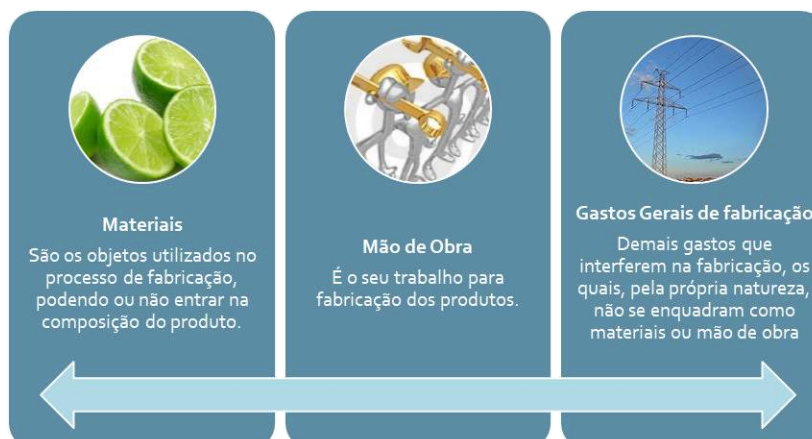 Materiais
São os objetos utilizados no
processo de fabricação,
podendo ou não entrar na
composição do produto.
Mão de Obra
É o seu trabalho para
fabricação dos produtos.
Gastos Gerais de fabricação
Demais gastos que
interferem na fabricação, os
quais, pela própria natureza,
não se enquadram como
materiais ou mão de obra